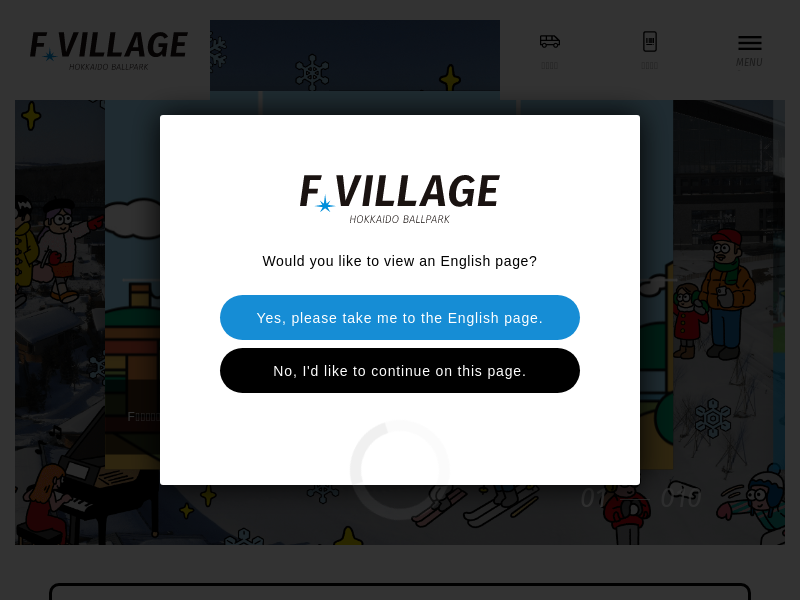 F VILLAGE
HOKKAIDO BALLPARK
MENU
F VILLAGE
HOKKAIDO BALLPARK
Would you like to view an English page?
Yes, please take me to the English page.
No, I'd like to continue on this page.
F
01 010